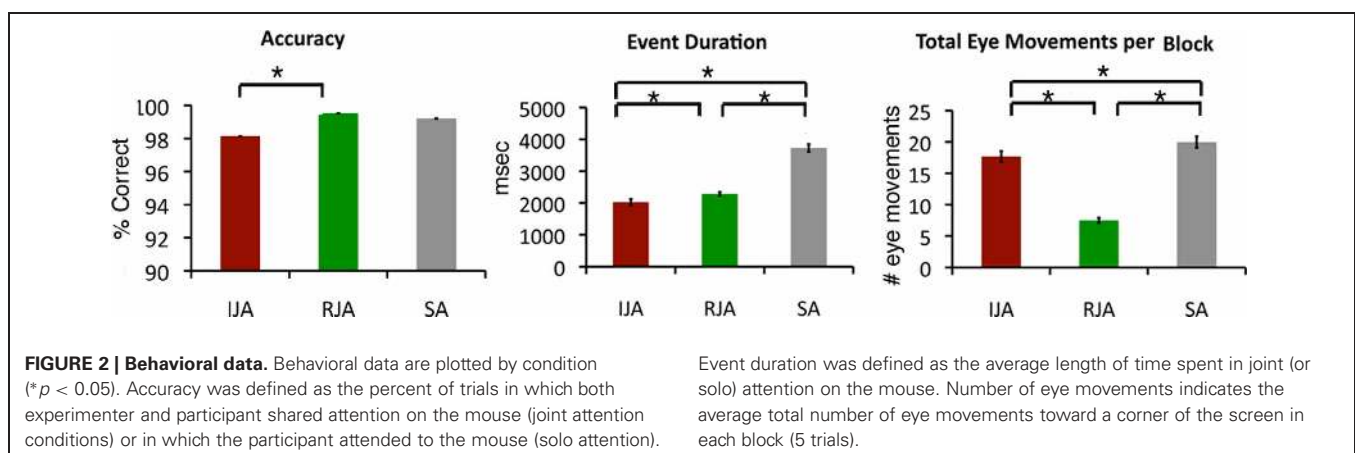 Accuracy
*
100
98
96
94
92
90
% Correct
IJA RJA SA
Event Duration
*
* *
5000
4000
3000
2000
1000
0
msec
IJA RJA SA
Total Eye Movements per Block
*
* *
25
20
15
10
5
0
# eye movements
IJA RJA SA
FIGURE 2 | Behavioral data. Behavioral data are plotted by condition
(*p < 0.05). Accuracy was defined as the percent of trials in which both
experimenter and participant shared attention on the mouse (joint attention
conditions) or in which the participant attended to the mouse (solo attention).
Event duration was defined as the average length of time spent in joint (or
solo) attention on the mouse. Number of eye movements indicates the
average total number of eye movements toward a corner of the screen in
each block (5 trials).